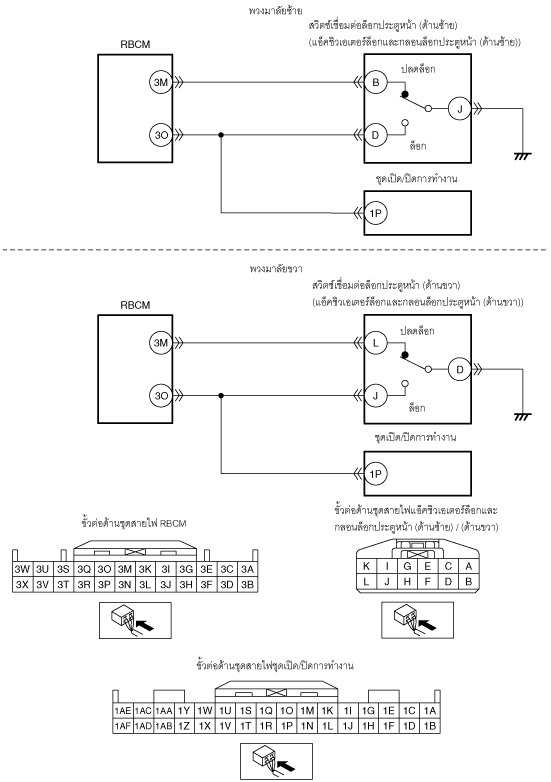 พวงมาลัยซ้าย
สวิตช์เชื่อมต่อล็อกประตูหน้า (ด้านซ้าย)
(แอ็คชิวเอเตอร์ล็อกและกลอนล็อกประตูหน้า (ด้านซ้าย))
RBCM
3M
B
ปลดล็อก
J
3O
D
ล็อก
ชุดเปิด/ปิดการทำงาน
1P
พวงมาลัยขวา
สวิตช์เชื่อมต่อล็อกประตูหน้า (ด้านขวา)
(แอ็คชิวเอเตอร์ล็อกและกลอนล็อกประตูหน้า (ด้านขวา))
RBCM
3M
L
ปลดล็อก
D
3O
J
ล็อก
ชุดเปิด/ปิดการทำงาน
1P
ขั้วต่อด้านชุดสายไฟ RBCM
3W 3U 3S 3Q 3O 3M 3K 3I 3G 3E 3C 3A
3X 3V 3T 3R 3P 3N 3L 3J 3H 3F 3D 3B
ขั้วต่อด้านชุดสายไฟแอ็คชิวเอเตอร์ล็อกและ
กลอนล็อกประตูหน้า (ด้านซ้าย) / (ด้านขวา)
K I G E C A
L J H F D B
ขั้วต่อด้านชุดสายไฟชุดเปิด/ปิดการทำงาน
1AE 1AC 1AA 1Y 1W 1U 1S 1Q 1O 1M 1K 1I 1G 1E 1C 1A
1AF 1AD 1AB 1Z 1X 1V 1T 1R 1P 1N 1L 1J 1H 1F 1D 1B